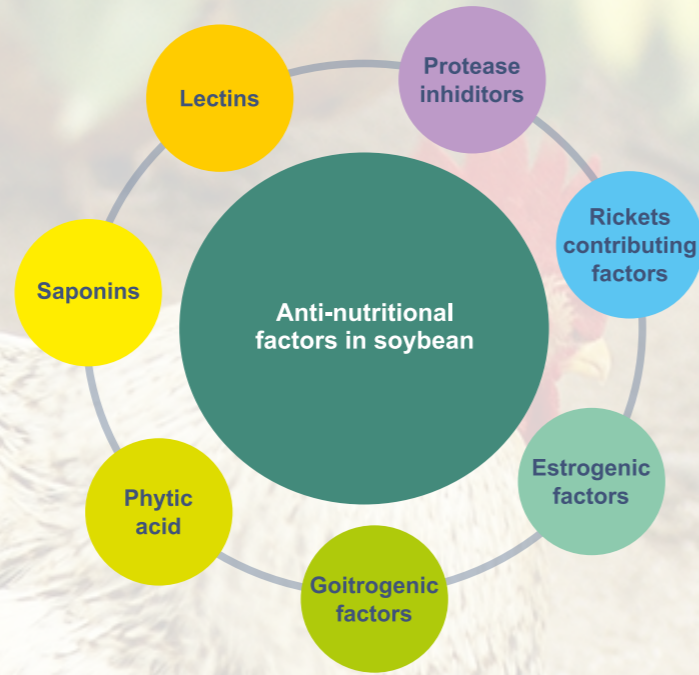 Anti-nutritional
factors in soybean
Protease
inhiditors
Rickets
contributing
factors
Estrogenic
factors
Goitrogenic
factors
Phytic
acid
Saponins
Lectins